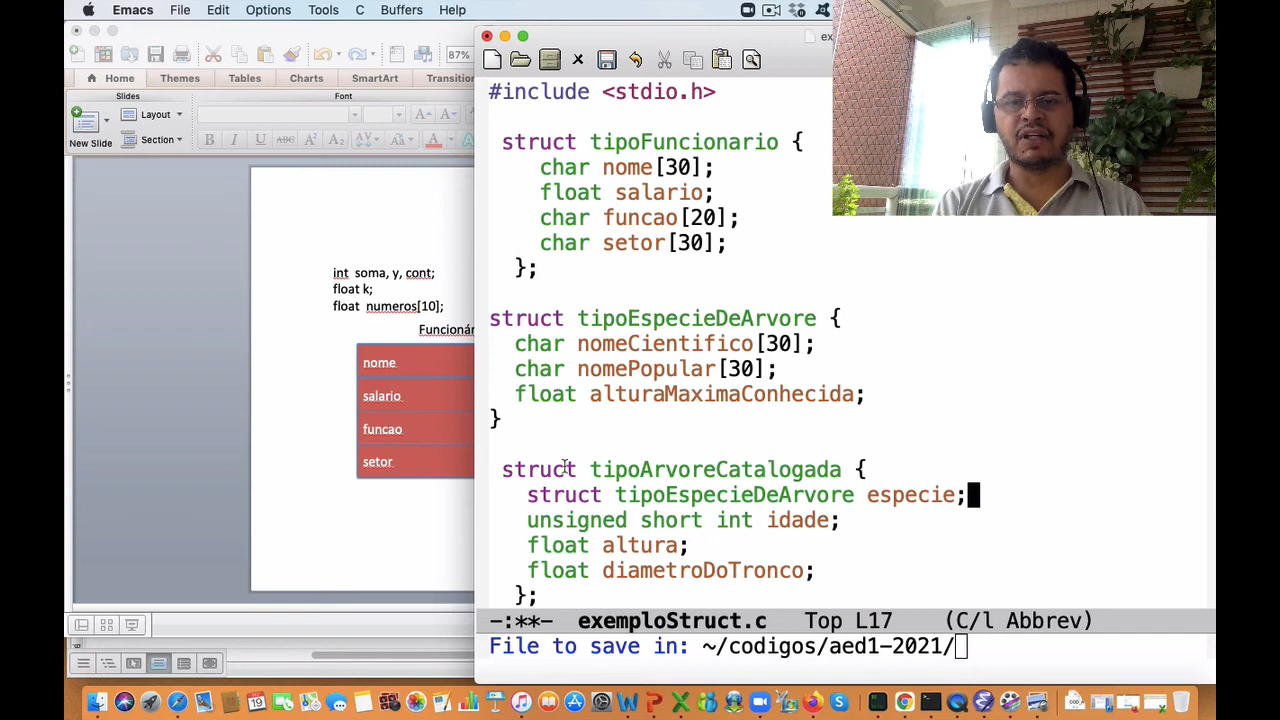 Emacs File Edit Options Tools C Buffers Help
87%
Home Themes Tables Charts SmartArt Transition
Slides Font
New Slide
Layout
Section
int soma, y, cont;
float k;
float numeros[10];
Funcionár
nome
salario
funcao
setor
ex
#include <stdio.h>
struct tipoFuncionario {
char nome[30];
float salario;
char funcao[20];
char setor[30];
};
struct tipoEspecieDeArvore {
char nomeCientifico[30];
char nomePopular[30];
float alturaMaximaConhecida;
}
struct tipoArvoreCatalogada {
struct tipoEspecieDeArvore especie;
unsigned short int idade;
float altura;
float diametroDoTronco;
};
-:**- exemploStruct.c Top L17 (C/l Abbrev)
File to save in: ~/codigos/aed1-2021/